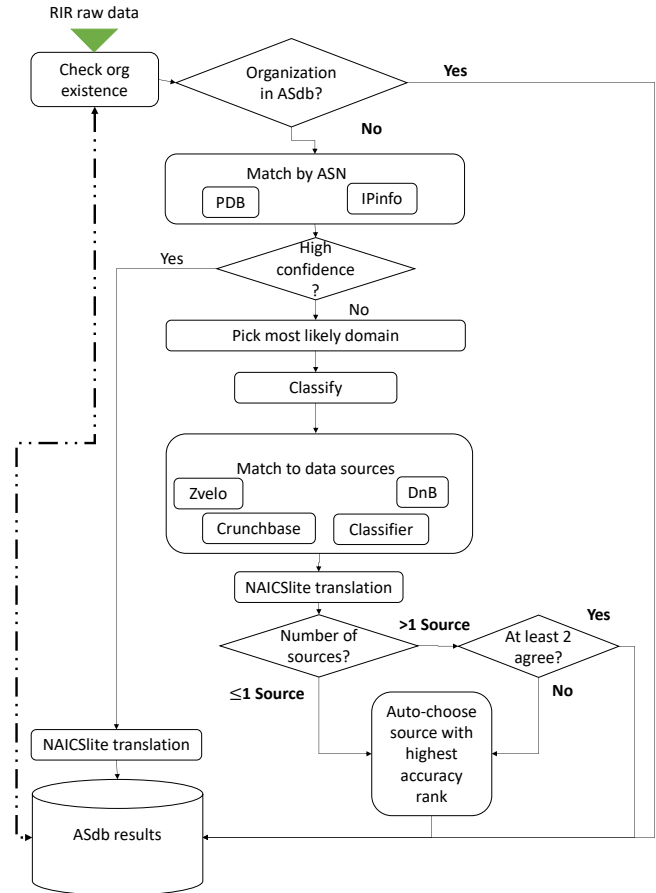 RIR raw data
Check org
existence
Organization
in ASdb?
Yes
No
Match by ASN
PDB
IPinfo
High
confidence
?
Yes
No
Pick most likely domain
Classify
Match to data sources
Zvelo
DnB
Crunchbase
Classifier
NAICSlite translation
Number of
sources?
>1 Source
At least 2
agree?
Yes
≤1 Source
No
Auto-choose
source with
highest
accuracy
rank
NAICSlite translation
ASdb results